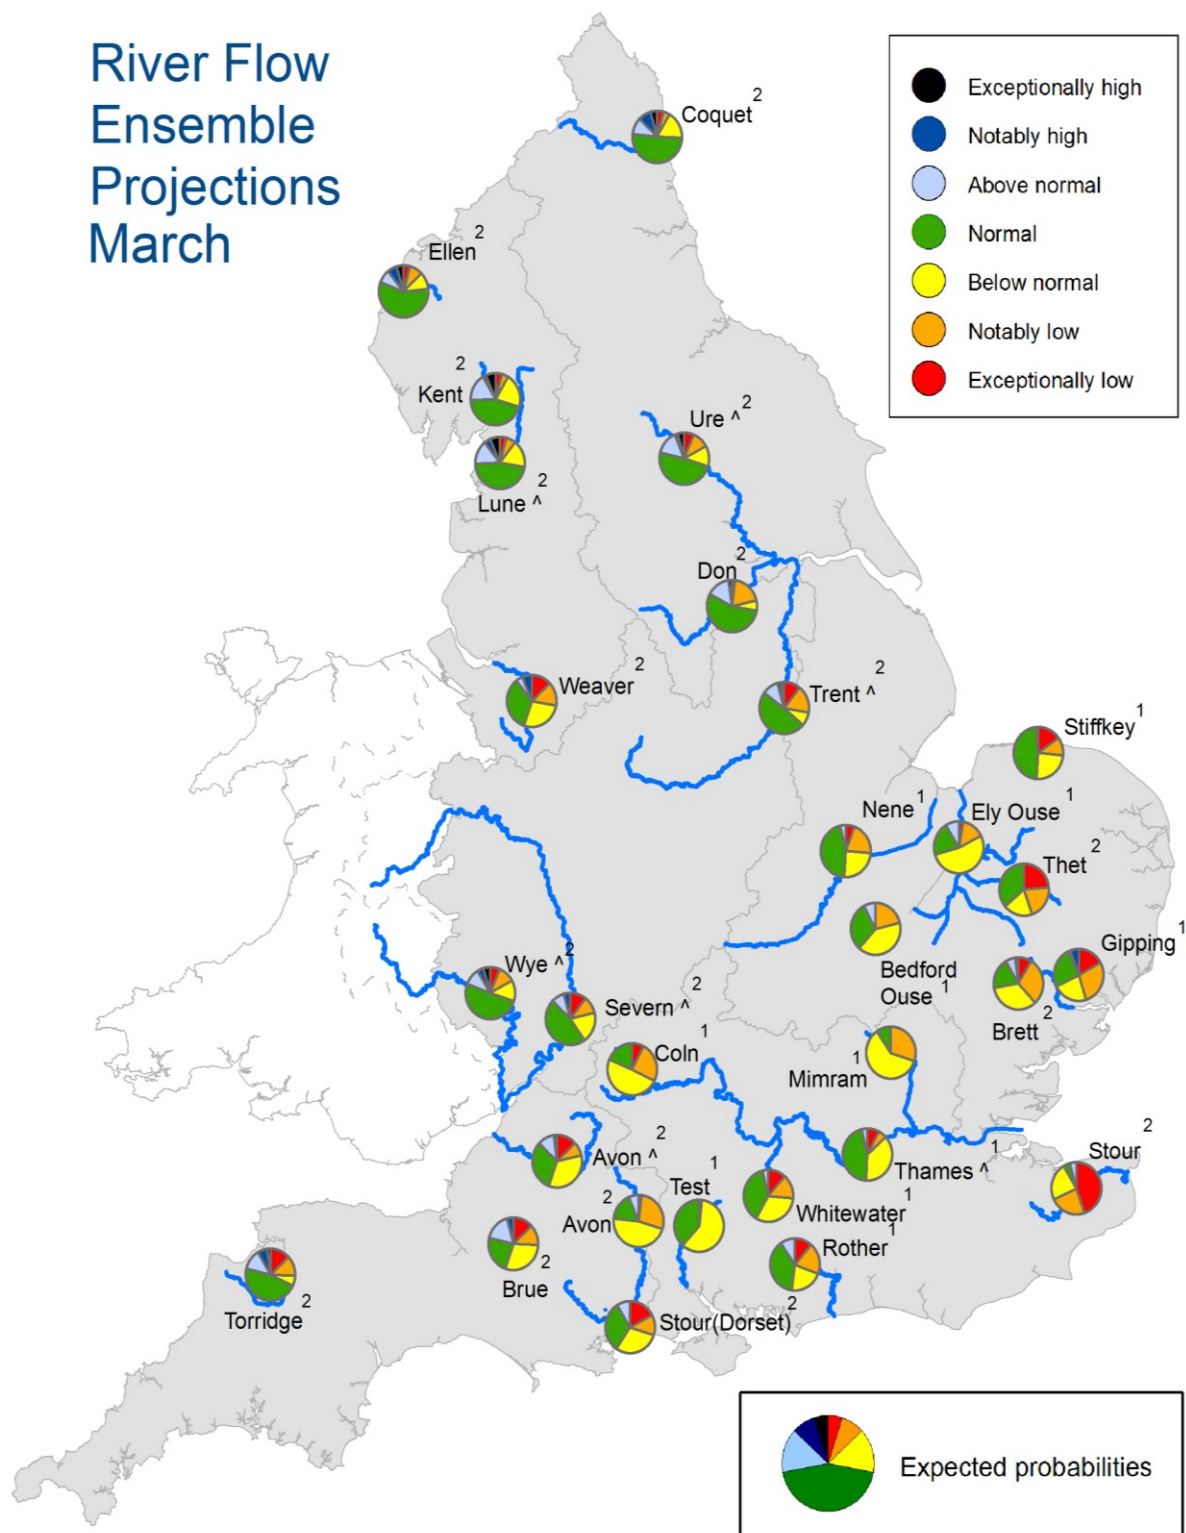 River Flow
Ensemble
Projections
March
Exceptionally high
Notably high
Above normal
Normal
Below normal
Notably low
Exceptionally low
Coquet 2
Ellen 2
Kent 2
Lune ^ 2
Ure ^ 2
Don 2
Weaver 2
Trent ^ 2
Stiffkey 1
Nene 1
Ely Ouse 1
Thet 2
Gipping 1
Bedford
Ouse 1
Brett 2
Wye ^ 2
Severn ^ 2
Coln 1
Mimram 1
Avon ^ 2
Test 1
Thames ^ 1
Stour 2
Avon 2
Whitewater 1
Rother 1
Brue 2
Torridge 2
Stour(Dorset) 2
Expected probabilities